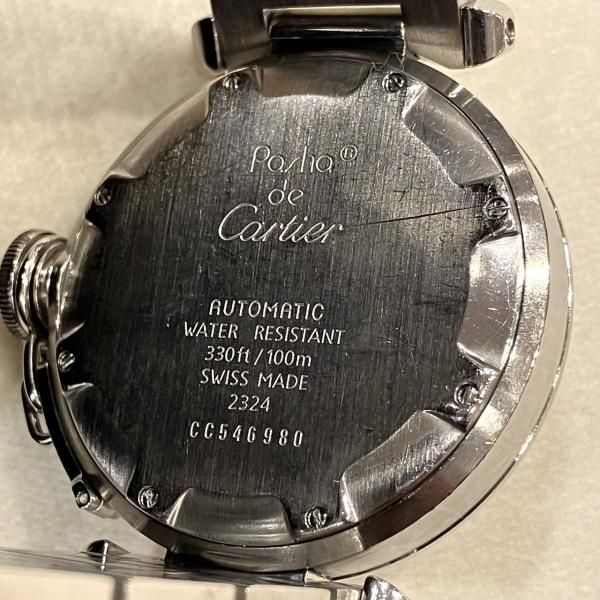 Pasha®
de
Cartier
AUTOMATIC
WATER RESISTANT
330ft/100m
SWISS MADE
2324
CC546980